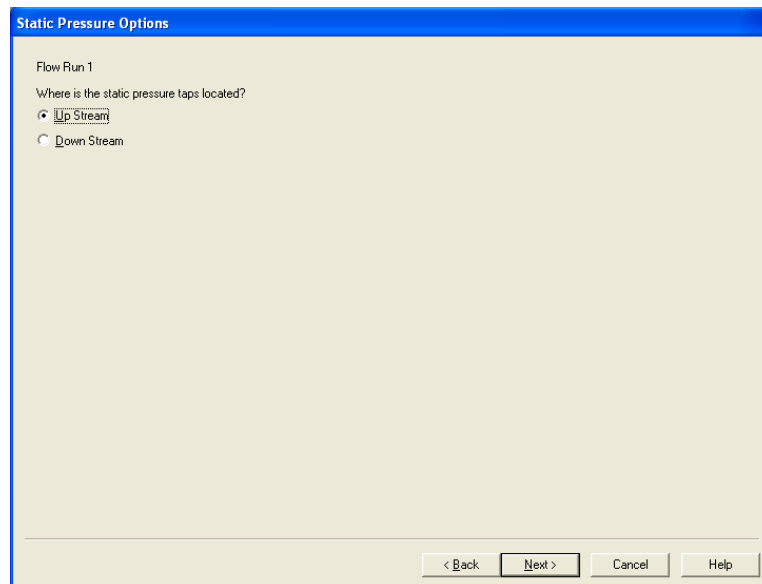 Static Pressure Options
Flow Run 1
Where is the static pressure taps located?
Up Stream
Down Stream
< Back Next > Cancel Help